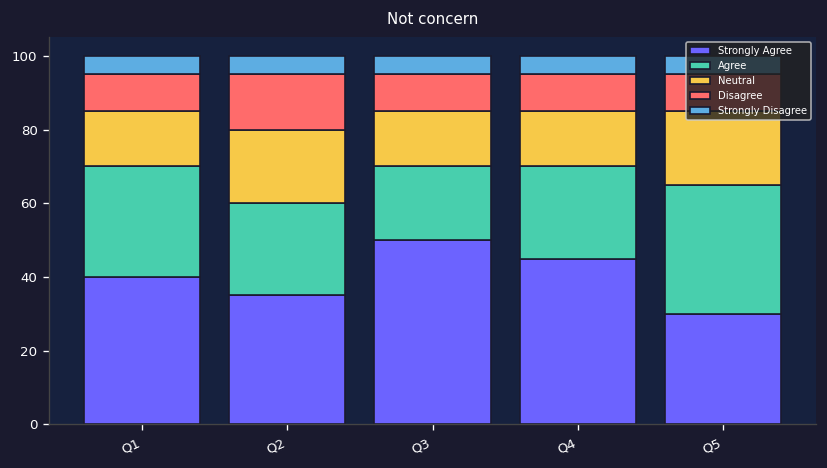 Not concern
Strongly Agree
Agree
Neutral
Disagree
Strongly Disagree
100
80
60
40
20
0
Q1
Q2
Q3
Q4
Q5